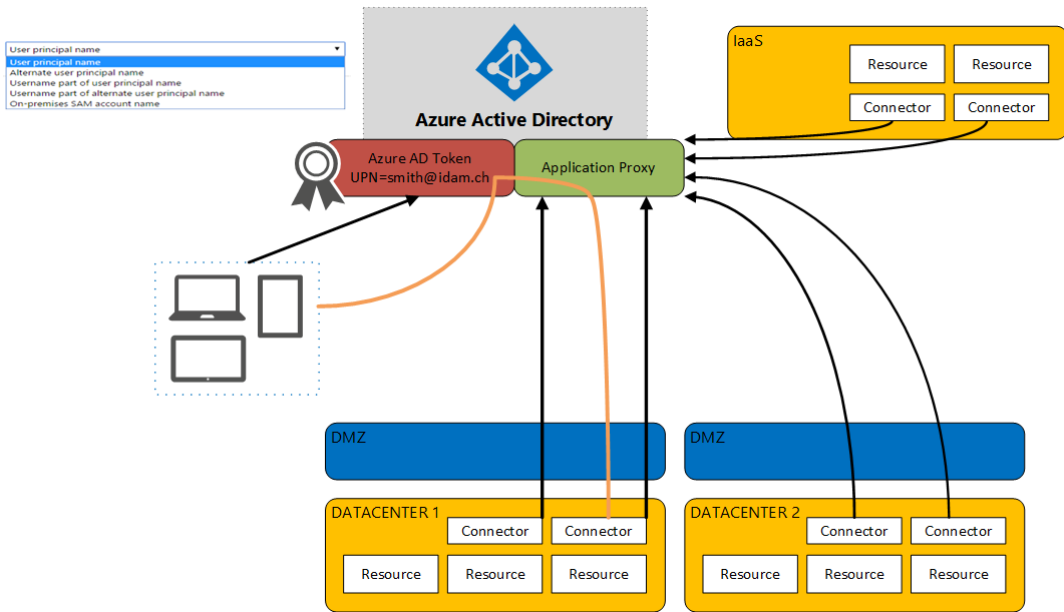 User principal name
User principal name
Alternate user principal name
Username part of user principal name
Username part of alternate user principal name
On-premises SAM account name
Azure Active Directory
Azure AD Token
UPN=smith@idam.ch
Application Proxy
IaaS
Resource
Resource
Connector
Connector
DMZ
DMZ
DATACENTER 1
Connector
Connector
Resource
Resource
Resource
DATACENTER 2
Connector
Connector
Resource
Resource
Resource